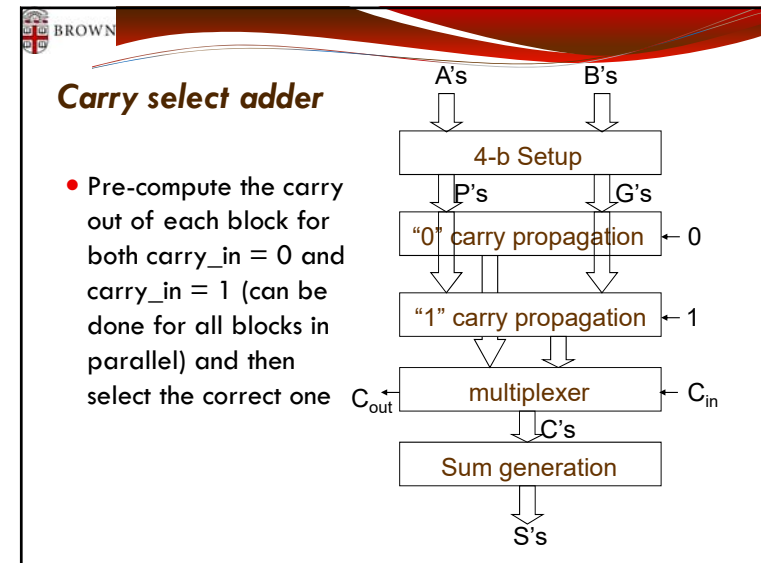 BROWN
Carry select adder
• Pre-compute the carry
out of each block for
both carry_in = 0 and
carry_in = 1 (can be
done for all blocks in
parallel) and then
select the correct one
A's B's
4-b Setup
P's G's
"0" carry propagation 0
"1" carry propagation 1
Cout multiplexer Cin
C's
Sum generation
S's